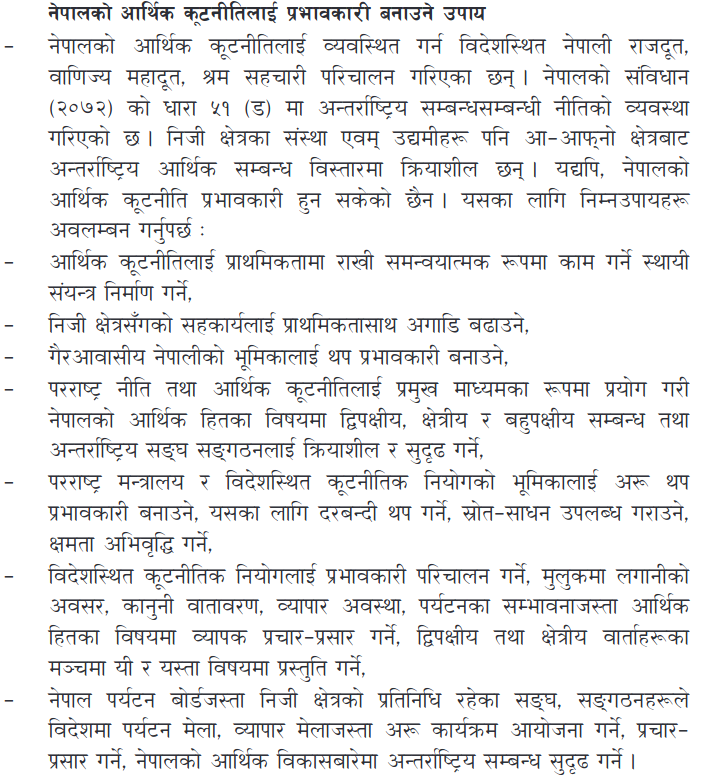 नेपालको आर्थिक कूटनीतिलाई प्रभावकारी बनाउने उपाय
– नेपालको आर्थिक कूटनीतिलाई व्यवस्थित गर्न विदेशस्थित नेपाली राजदूत,
वाणिज्य महादूत, श्रम सहचारी परिचालन गरिएका छन् । नेपालको संविधान
(२०७२) को धारा ५१ (ड) मा अन्तर्राष्ट्रिय सम्बन्धसम्बन्धी नीतिको व्यवस्था
गरिएको छ । निजी क्षेत्रका संस्था एवम् उद्यमीहरू पनि आ–आफ्नो क्षेत्रबाट
अन्तर्राष्ट्रिय आर्थिक सम्बन्ध विस्तारमा क्रियाशील छन् । यद्यपि, नेपालको
आर्थिक कूटनीति प्रभावकारी हुन सकेको छैन । यसका लागि निम्नउपायहरू
अवलम्बन गर्नुपर्छ :
– आर्थिक कूटनीतिलाई प्राथमिकतामा राखी समन्वयात्मक रूपमा काम गर्ने स्थायी
संयन्त्र निर्माण गर्ने,
– निजी क्षेत्रसँगको सहकार्यलाई प्राथमिकतासाथ अगाडि बढाउने,
– गैरआवासीय नेपालीको भूमिकालाई थप प्रभावकारी बनाउने,
– परराष्ट्र नीति तथा आर्थिक कूटनीतिलाई प्रमुख माध्यमका रूपमा प्रयोग गरी
नेपालको आर्थिक हितका विषयमा द्विपक्षीय, क्षेत्रीय र बहुपक्षीय सम्बन्ध तथा
अन्तर्राष्ट्रिय सङ्घ सङ्गठनलाई क्रियाशील र सुदृढ गर्ने,
– परराष्ट्र मन्त्रालय र विदेशस्थित कूटनीतिक नियोगको भूमिकालाई अरू थप
प्रभावकारी बनाउने, यसका लागि दरबन्दी थप गर्ने, स्रोत–साधन उपलब्ध गराउने,
क्षमता अभिवृद्धि गर्ने,
– विदेशस्थित कूटनीतिक नियोगलाई प्रभावकारी परिचालन गर्ने, मुलुकमा लगानीको
अवसर, कानुनी वातावरण, व्यापार अवस्था, पर्यटनका सम्भावनाजस्ता आर्थिक
हितका विषयमा व्यापक प्रचार–प्रसार गर्ने, द्विपक्षीय तथा क्षेत्रीय वार्ताहरूका
मञ्चमा यी र यस्ता विषयमा प्रस्तुति गर्ने,
– नेपाल पर्यटन बोर्डजस्ता निजी क्षेत्रको प्रतिनिधि रहेका सङ्घ, सङ्गठनहरूले
विदेशमा पर्यटन मेला, व्यापार मेलाजस्ता अरू कार्यक्रम आयोजना गर्ने, प्रचार–
प्रसार गर्ने, नेपालको आर्थिक विकासबारेमा अन्तर्राष्ट्रिय सम्बन्ध सुदृढ गर्ने ।